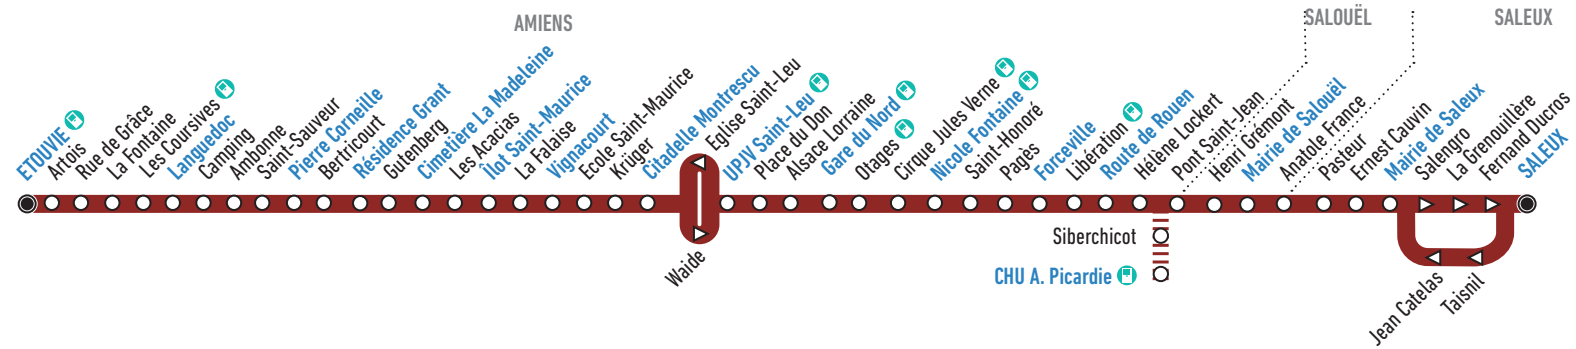 AMIENS
SALOUËL
SALEUX
ETOUVIE
Artois
Rue de Grâce
La Fontaine
Les Coursives
Languedoc
Camping
Ambonne
Saint-Sauveur
Pierre Corneille
Bertricourt
Résidence Grant
Gutenberg
Cimetière La Madeleine
Les Acacias
Îlot Saint-Maurice
La Falaise
Vignacourt
Ecole Saint-Maurice
Krüger
Citadelle Montrescu
Eglise Saint-Leu
Waide
UPJV Saint-Leu
Place du Don
Alsace Lorraine
Gare du Nord
Otages
Cirque Jules Verne
Nicole Fontaine
Saint-Honoré
Pagès
Forceville
Libération
Route de Rouen
Hélène Lockert
Siberchicot
CHU A. Picardie
Pont Saint-Jean
Henri Grémont
Mairie de Salouël
Anatole France
Pasteur
Ernest Cauvin
Mairie de Saleux
Salengro
La Grenouillère
Fernand Ducros
SALEUX
Jean Catelas
Taisnil